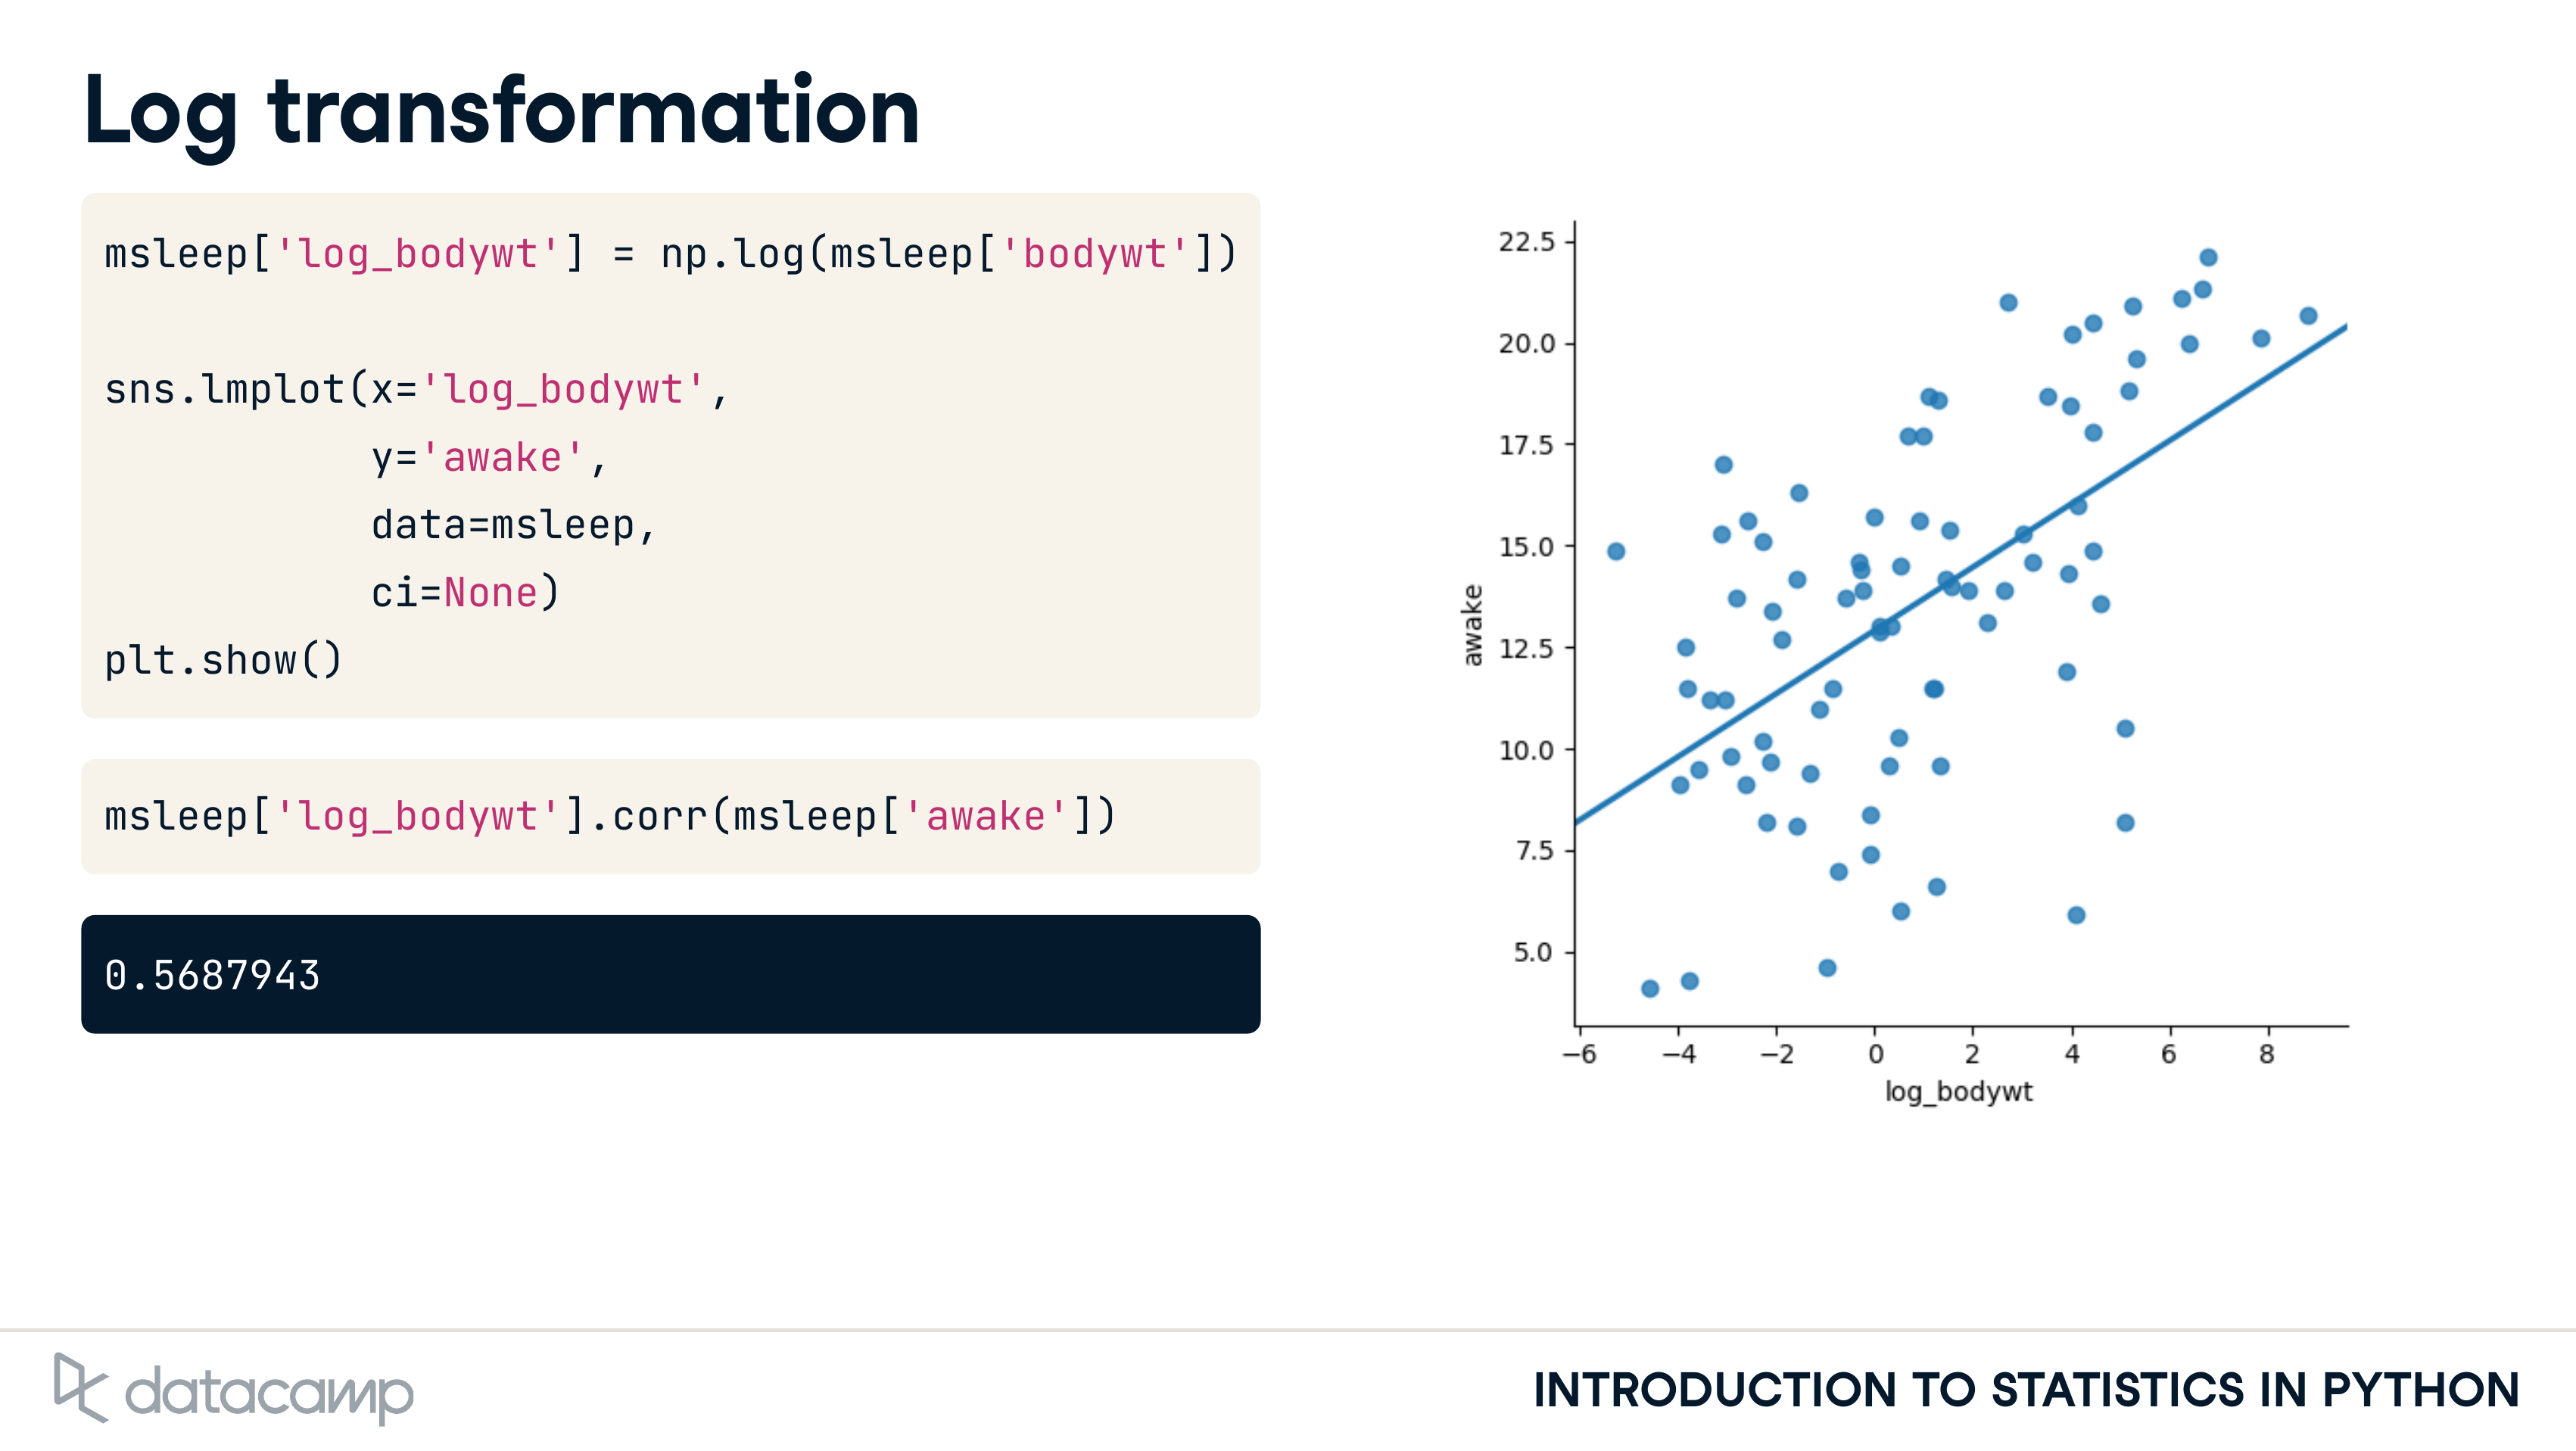 Log transformation
msleep['log_bodywt'] = np.log(msleep['bodywt'])
sns.lmplot(x='log_bodywt',
y='awake',
data=msleep,
ci=None)
plt.show()
msleep['log_bodywt'].corr(msleep['awake'])
0.5687943
22.5
20.0
17.5
15.0
12.5
10.0
7.5
5.0
awake
−6 −4 −2 0 2 4 6 8
log_bodywt
datacamp
INTRODUCTION TO STATISTICS IN PYTHON